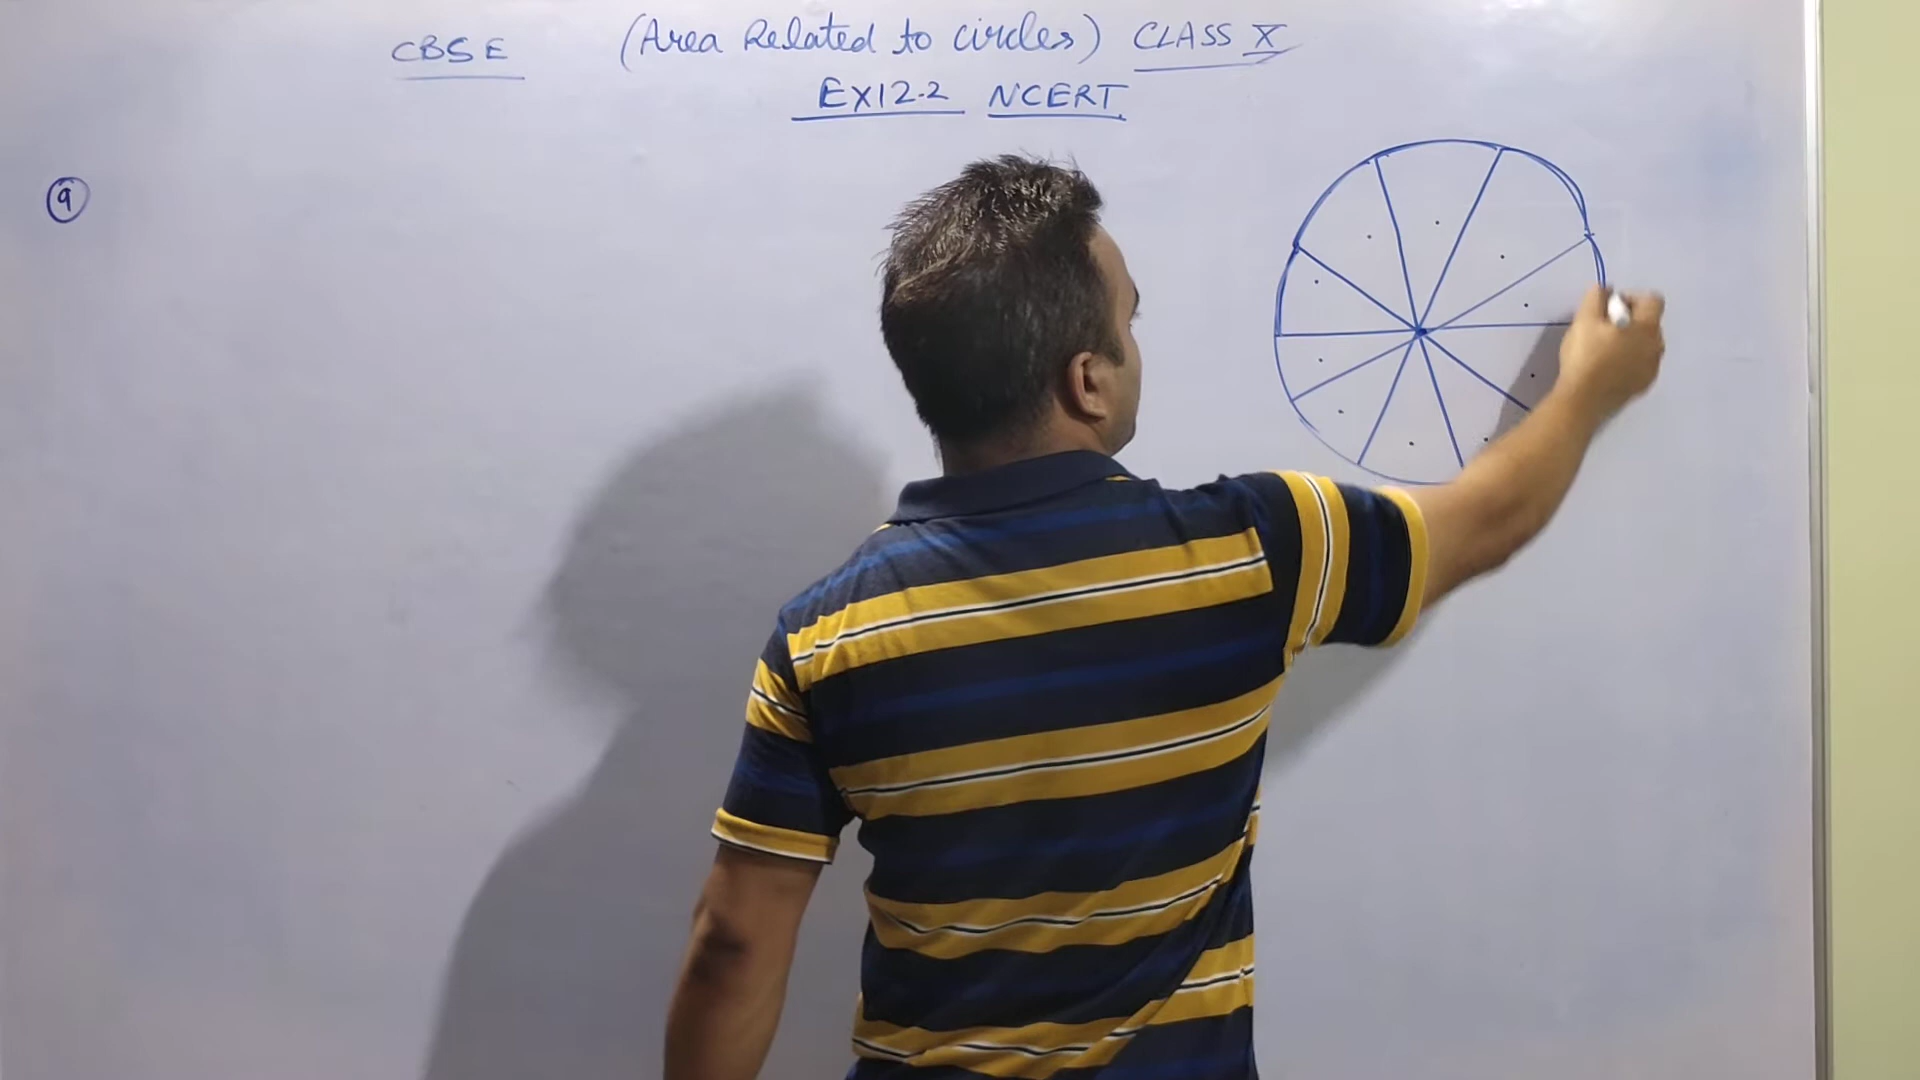 CBSE (Area Related to circles) CLASS X
EX12.2 NCERT
9